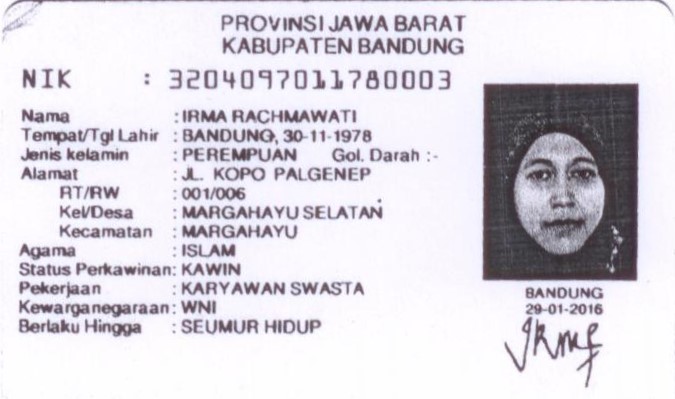 PROVINSI JAWA BARAT
KABUPATEN BANDUNG
NIK : 3204097011780003
Nama : IRMA RACHMAWATI
Tempat/Tgl Lahir : BANDUNG, 30-11-1978
Jenis kelamin : PEREMPUAN Gol. Darah :-
Alamat : JL. KOPO PALGENEP
RT/RW : 001/006
Kel/Desa : MARGAHAYU SELATAN
Kecamatan : MARGAHAYU
Agama : ISLAM
Status Perkawinan: KAWIN
Pekerjaan : KARYAWAN SWASTA
Kewarganegaraan: WNI
Berlaku Hingga : SEUMUR HIDUP
BANDUNG
29-01-2016